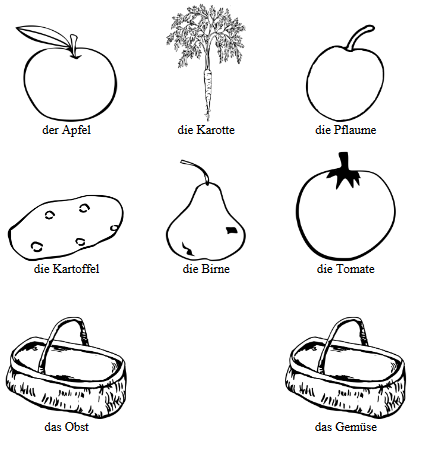 der Apfel die Karotte die Pflaume
die Kartoffel die Birne die Tomate
das Obst das Gemüse